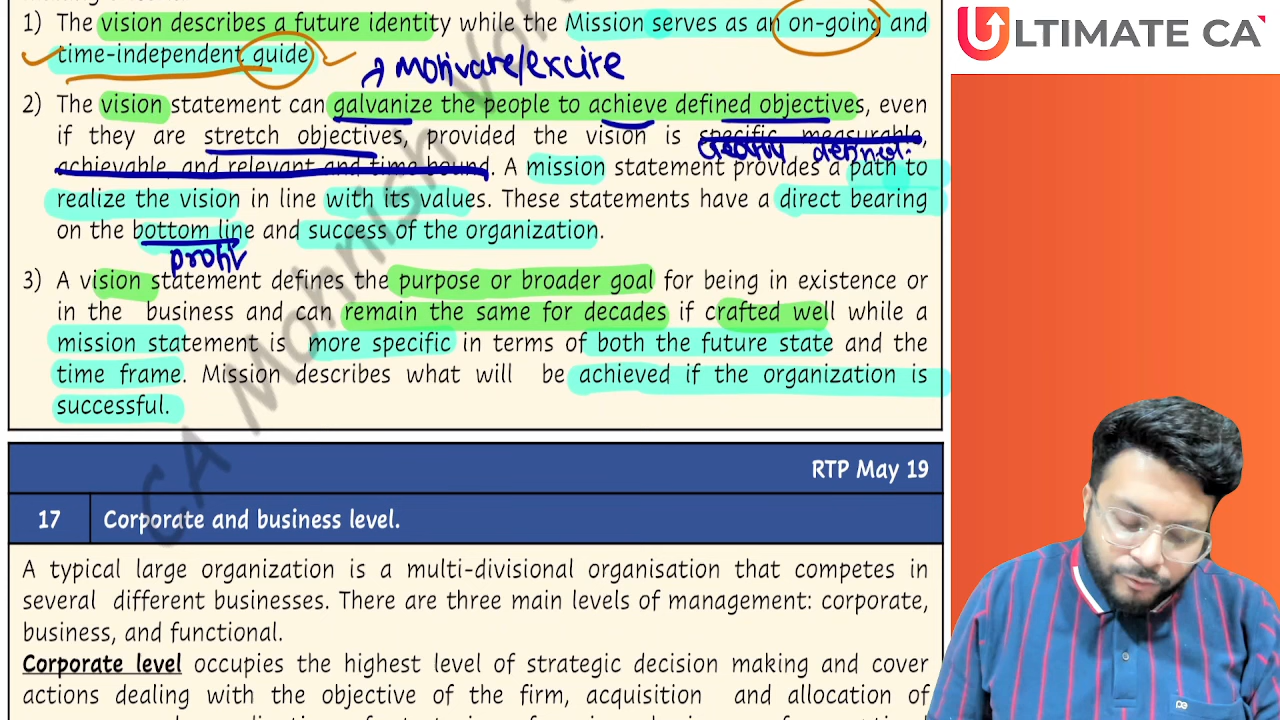 ULTIMATE CA
1) The vision describes a future identity while the Mission serves as an on-going and
time-independent guide
→ Motivate/excite
2) The vision statement can galvanize the people to achieve defined objectives, even
if they are stretch objectives, provided the vision is specific measurable,
clearly defined.
achievable and relevant and time bound. A mission statement provides a path to
realize the vision in line with its values. These statements have a direct bearing
on the bottom line and success of the organization.
profit
3) A vision statement defines the purpose or broader goal for being in existence or
in the business and can remain the same for decades if crafted well while a
mission statement is more specific in terms of both the future state and the
time frame. Mission describes what will be achieved if the organization is
successful.
CA Mohnish
RTP May 19
17 Corporate and business level.
A typical large organization is a multi-divisional organisation that competes in
several different businesses. There are three main levels of management: corporate,
business, and functional.
Corporate level occupies the highest level of strategic decision making and cover
actions dealing with the objective of the firm, acquisition and allocation of